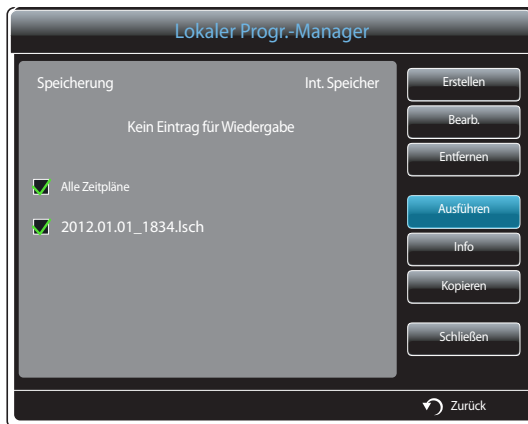 Lokaler Progr.-Manager
Speicherung Int. Speicher
Kein Eintrag für Wiedergabe
Alle Zeitpläne
2012.01.01_1834.lsch
Erstellen
Bearb.
Entfernen
Ausführen
Info
Kopieren
Schließen
Zurück